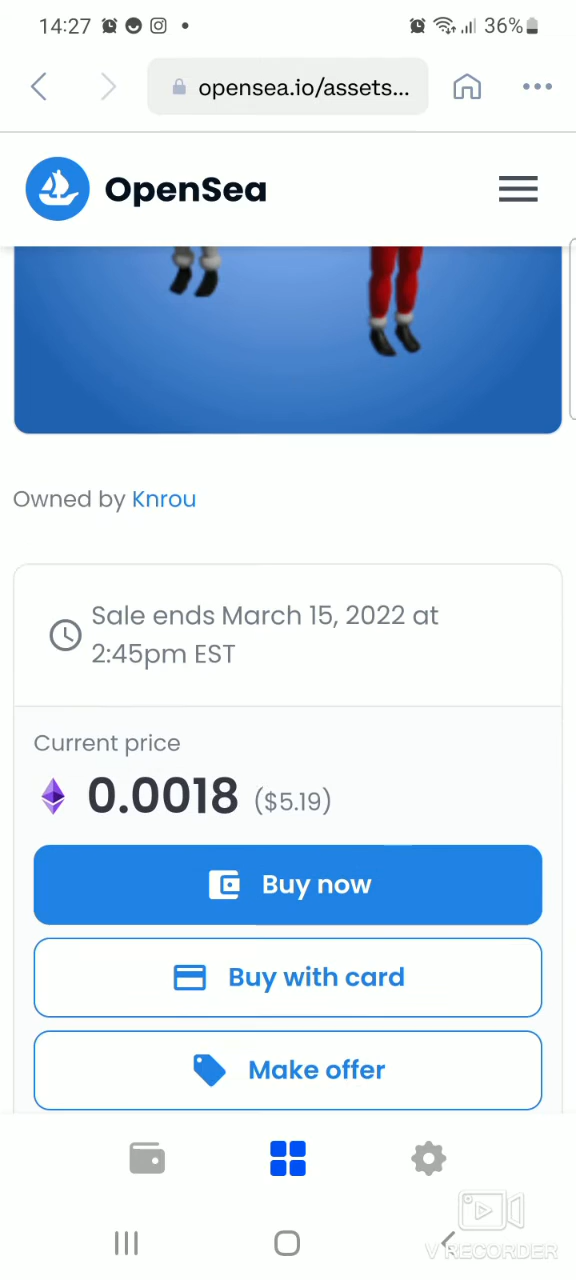 14:27
36%
opensea.io/assets...
OpenSea
Owned by Knrou
Sale ends March 15, 2022 at
2:45pm EST
Current price
0.0018 ($5.19)
Buy now
Buy with card
Make offer
V RECORDER